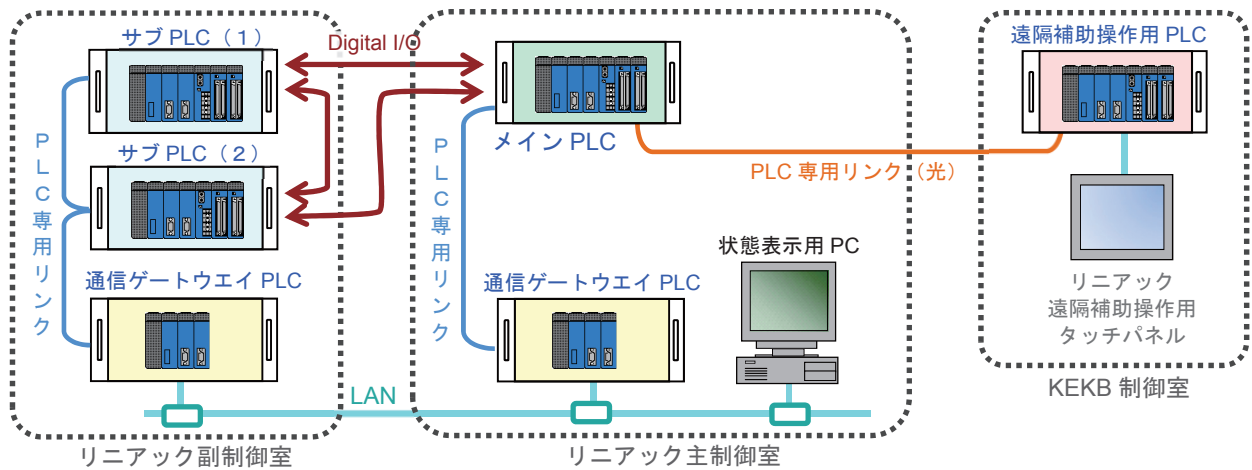 サブ PLC（１）
Digital I/O
遠隔補助操作用 PLC
メイン PLC
サブ PLC（２）
PLC専用リンク
PLC専用リンク
PLC 専用リンク（光）
状態表示用 PC
通信ゲートウエイ PLC
通信ゲートウエイ PLC
リニアック
遠隔補助操作用
タッチパネル
LAN
KEKB 制御室
リニアック副制御室
リニアック主制御室